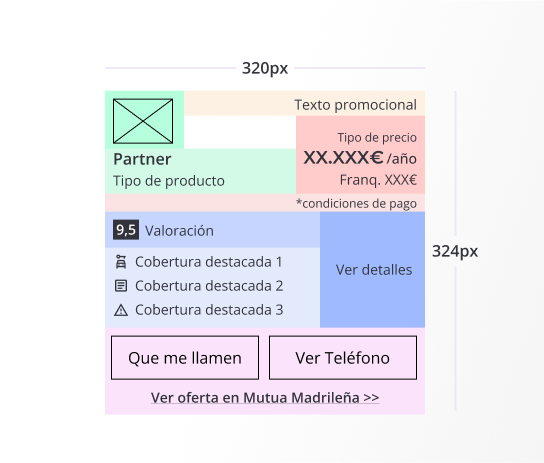 320px
Texto promocional
Tipo de precio
Partner
XX.XXX€ /año
Tipo de producto
Franq. XXX€
*condiciones de pago
9,5 Valoración
324px
Cobertura destacada 1
Ver detalles
Cobertura destacada 2
Cobertura destacada 3
Que me llamen
Ver Teléfono
Ver oferta en Mutua Madrileña >>